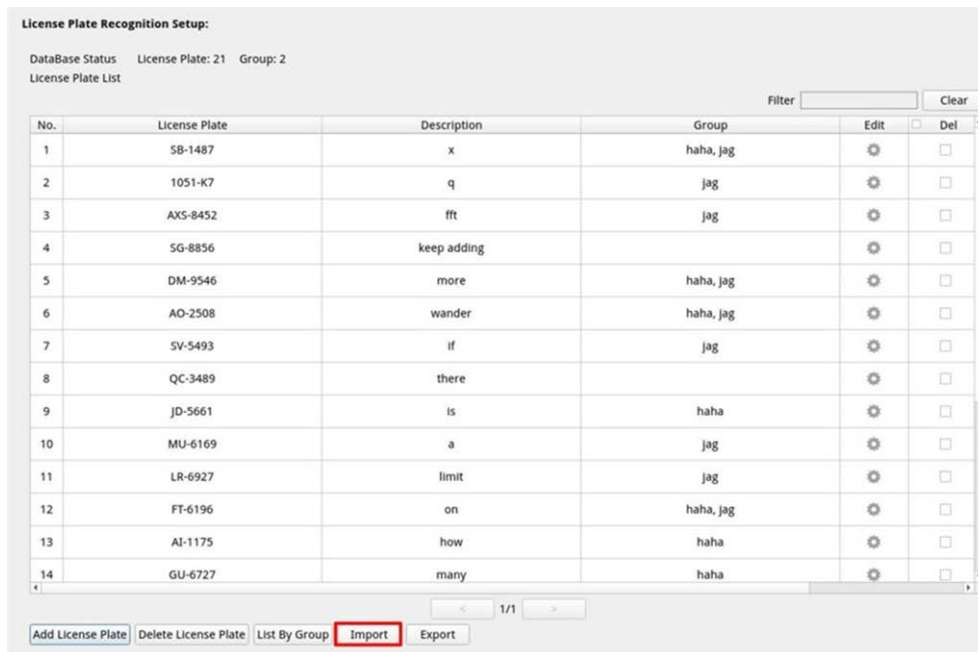 License Plate Recognition Setup:
DataBase Status License Plate: 21 Group: 2
License Plate List
Filter Clear
No. License Plate Description Group Edit Del
1 SB-1487 x haha, jag
2 1051-K7 q jag
3 AXS-8452 fft jag
4 SG-8856 keep adding
5 DM-9546 more haha, jag
6 AO-2508 wander haha, jag
7 SV-5493 if jag
8 QC-3489 there
9 JD-5661 is haha
10 MU-6169 a jag
11 LR-6927 limit jag
12 FT-6196 on haha, jag
13 AI-1175 how haha
14 GU-6727 many haha
< 1/1 >
Add License Plate Delete License Plate List By Group Import Export